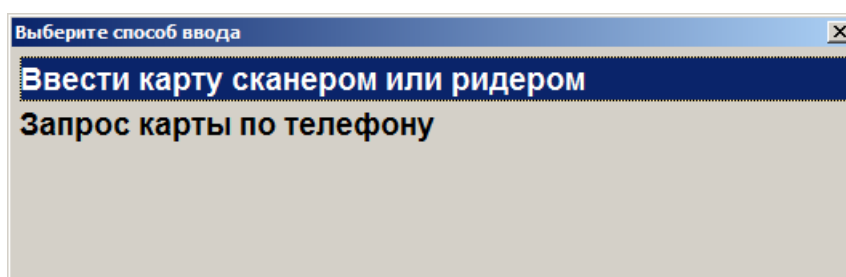 Выберите способ ввода
Ввести карту сканером или ридером
Запрос карты по телефону